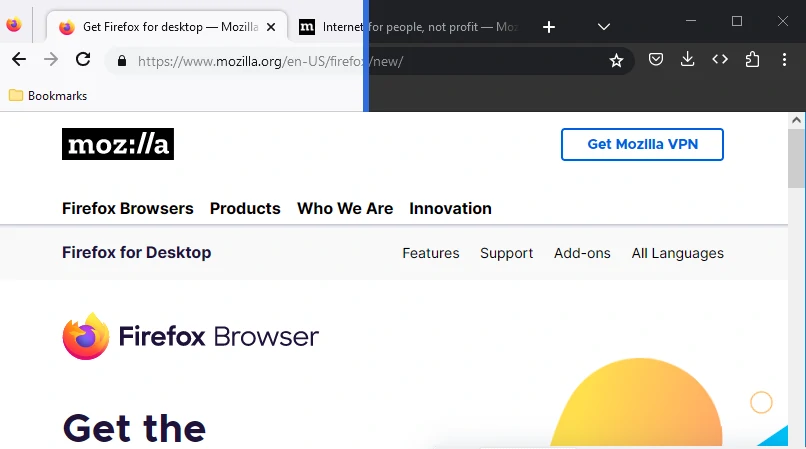 Get Firefox for desktop — Mozilla
Internet for people, not profit — Moz
https://www.mozilla.org/en-US/firefox/new/
Bookmarks
moz://a
Get Mozilla VPN
Firefox Browsers Products Who We Are Innovation
Firefox for Desktop Features Support Add-ons All Languages
Firefox Browser
Get the